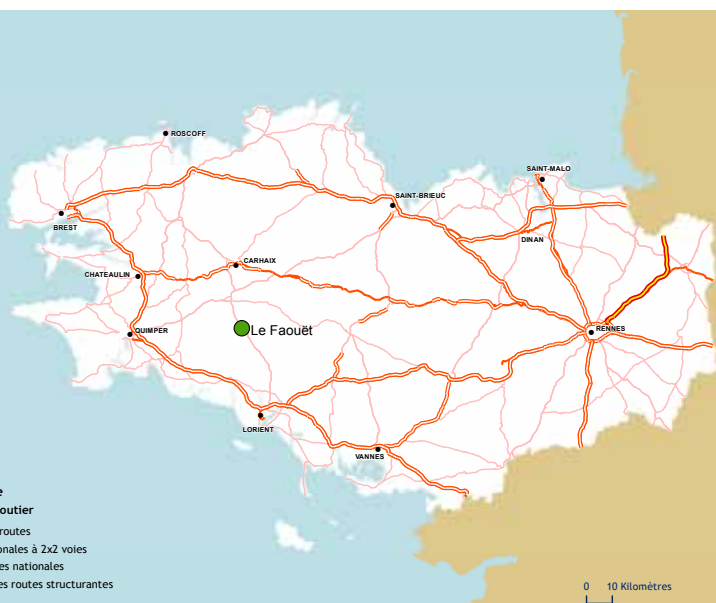 ROSCOFF
SAINT-MALO
SAINT-BRIEUC
BREST
DINAN
CARHAIX
CHATEAULIN
QUIMPER
Le Faouët
RENNES
LORIENT
VANNES
outier
routes
onales à 2x2 voies
es nationales
es routes structurantes
0 10 Kilomètres